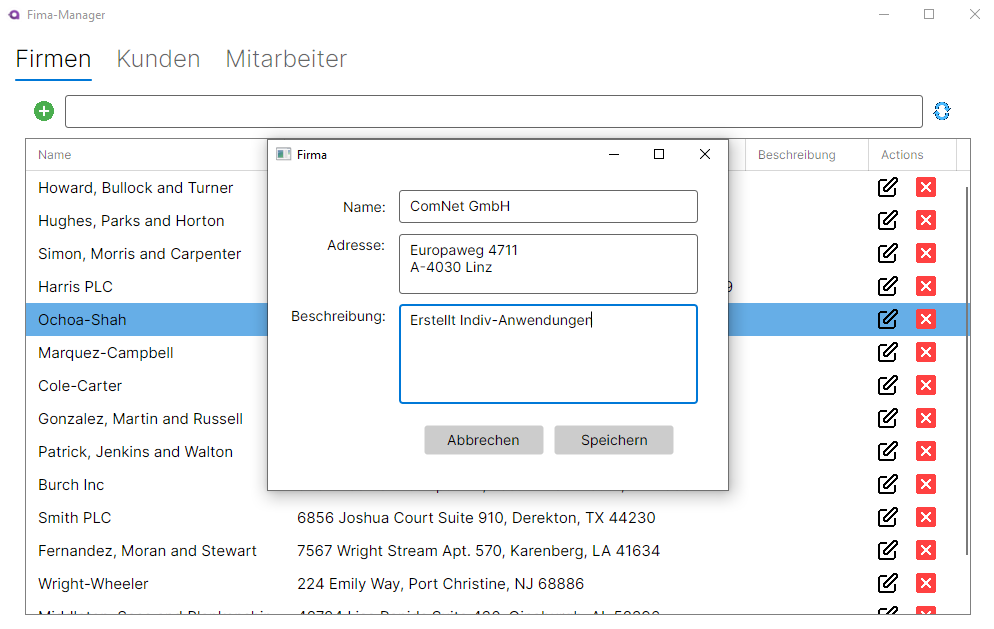 Fima-Manager
Firmen Kunden Mitarbeiter
Name Beschreibung Actions
Firma
Howard, Bullock and Turner
Hughes, Parks and Horton
Simon, Morris and Carpenter
Harris PLC 9
Ochoa-Shah
Marquez-Campbell
Cole-Carter
Gonzalez, Martin and Russell
Patrick, Jenkins and Walton
Burch Inc
Name: ComNet GmbH
Adresse: Europaweg 4711
A-4030 Linz
Beschreibung: Erstellt Indiv-Anwendungen
Abbrechen Speichern
Smith PLC 6856 Joshua Court Suite 910, Derekton, TX 44230
Fernandez, Moran and Stewart 7567 Wright Stream Apt. 570, Karenberg, LA 41634
Wright-Wheeler 224 Emily Way, Port Christine, NJ 68886